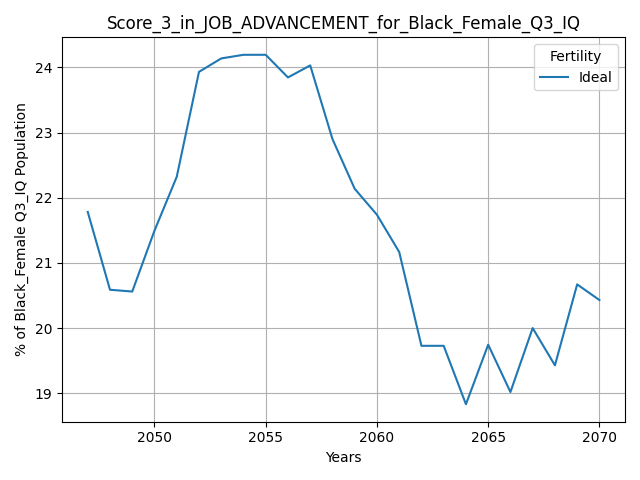 Score_3_in_JOB_ADVANCEMENT_for_Black_Female_Q3_IQ
Fertility
Ideal
% of Black_Female Q3_IQ Population
24
23
22
21
20
19
2050
2055
2060
2065
2070
Years